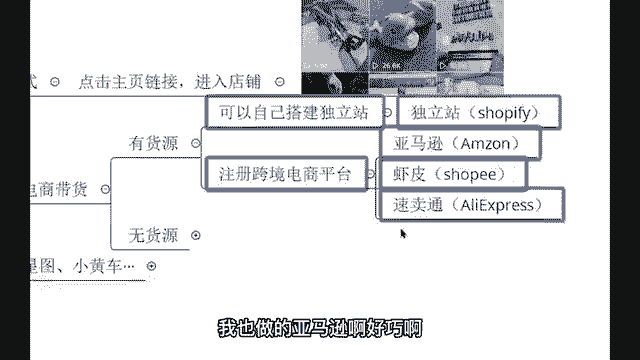 式 点击主页链接，进入店铺
可以自己搭建独立站 独立站（shopify）
有货源 亚马逊（Amzon）
电商带货 注册跨境电商平台 虾皮（shopee）
速卖通（AliExpress）
无货源
星图、小黄车…
我也做的亚马逊啊好巧啊